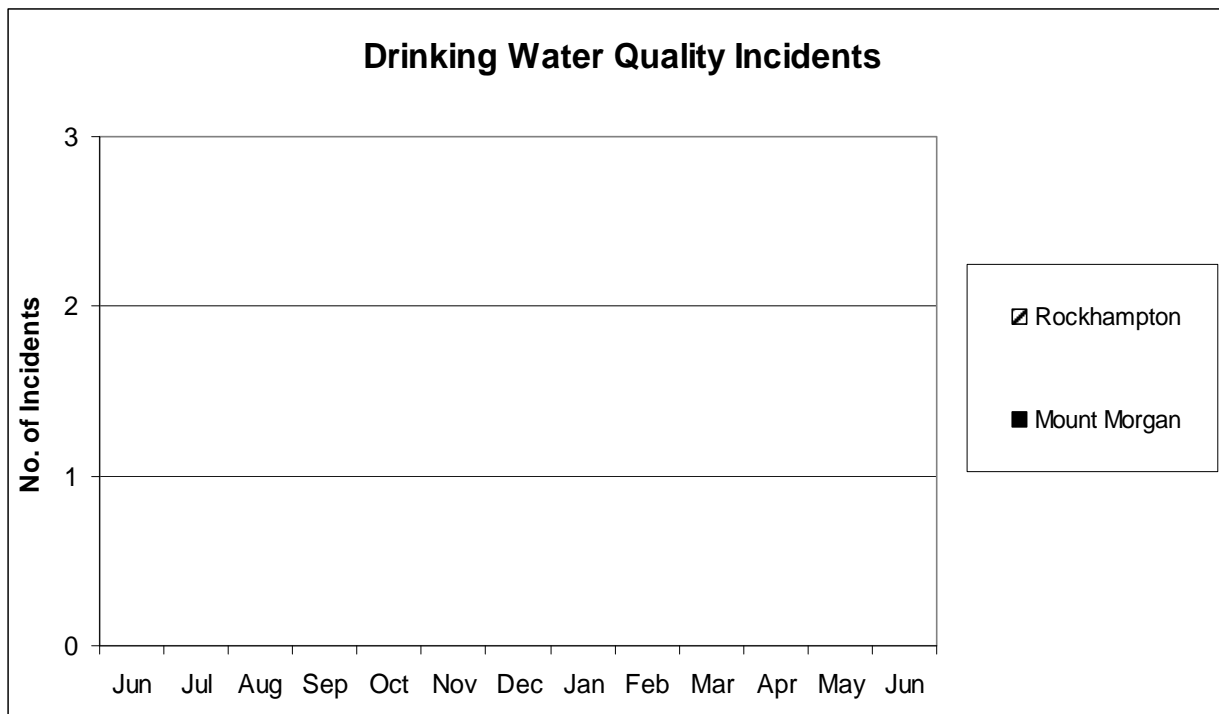 Drinking Water Quality Incidents
No. of Incidents
3
2
1
0
Jun Jul Aug Sep Oct Nov Dec Jan Feb Mar Apr May Jun
Rockhampton
Mount Morgan